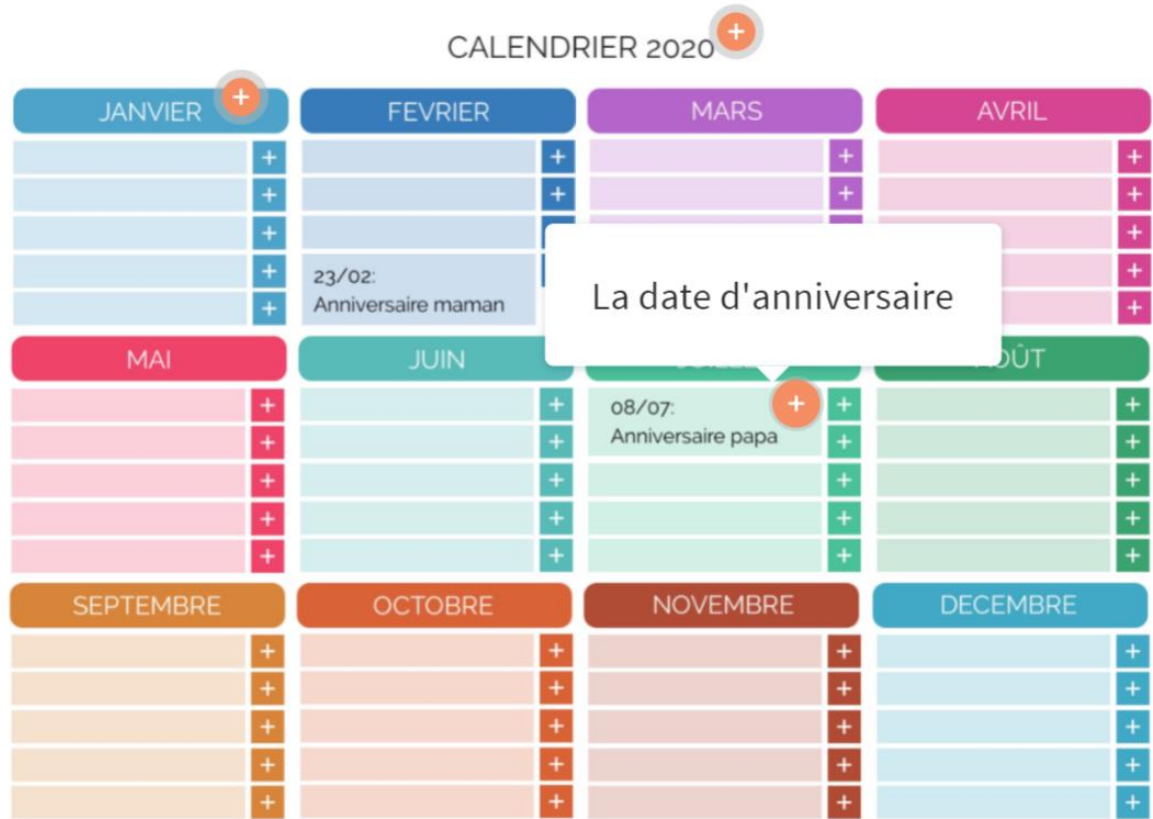 CALENDRIER 2020
JANVIER
FEVRIER
MARS
AVRIL
23/02:
Anniversaire maman
La date d'anniversaire
MAI
JUIN
08/07:
Anniversaire papa
SEPTEMBRE
OCTOBRE
NOVEMBRE
DECEMBRE